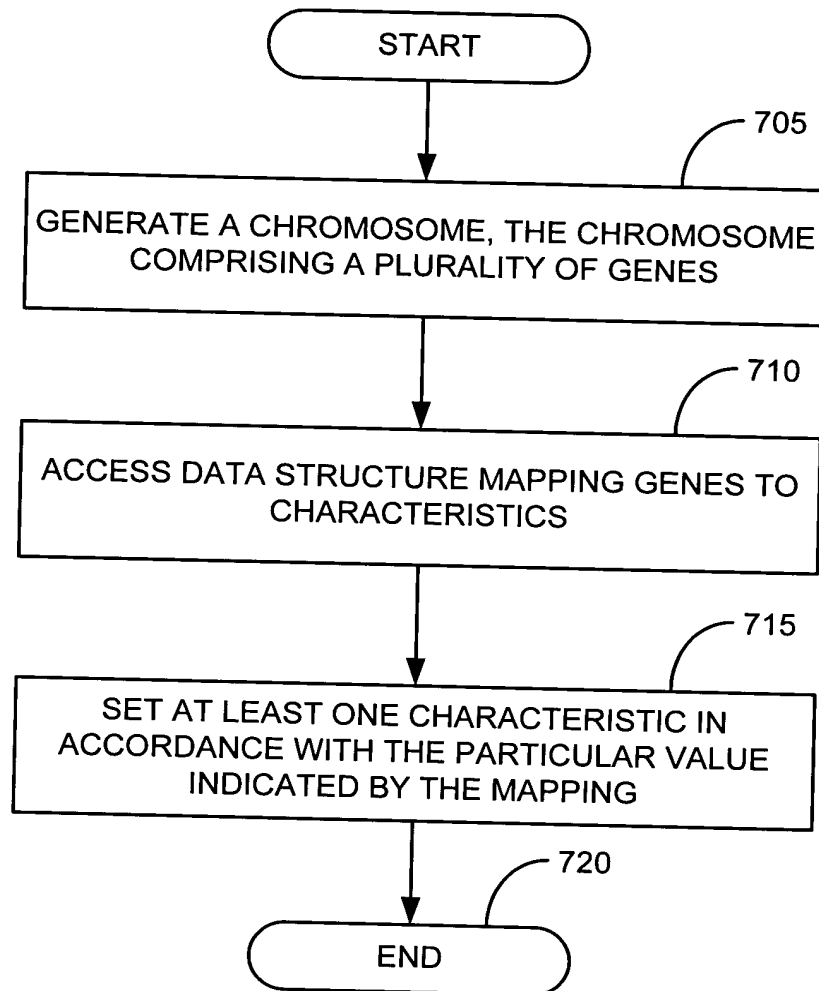 START
705
GENERATE A CHROMOSOME, THE CHROMOSOME
COMPRISING A PLURALITY OF GENES
710
ACCESS DATA STRUCTURE MAPPING GENES TO
CHARACTERISTICS
715
SET AT LEAST ONE CHARACTERISTIC IN
ACCORDANCE WITH THE PARTICULAR VALUE
INDICATED BY THE MAPPING
720
END